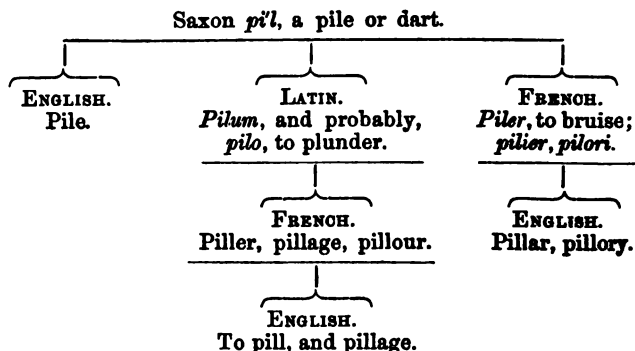 Saxon pi'l, a pile or dart.
ENGLISH.
Pile.
LATIN.
Pilum, and probably,
pilo, to plunder.
FRENCH.
Piller, pillage, pillour.
ENGLISH.
To pill, and pillage.
FRENCH.
Piler, to bruise;
pilier, pilori.
ENGLISH.
Pillar, pillory.